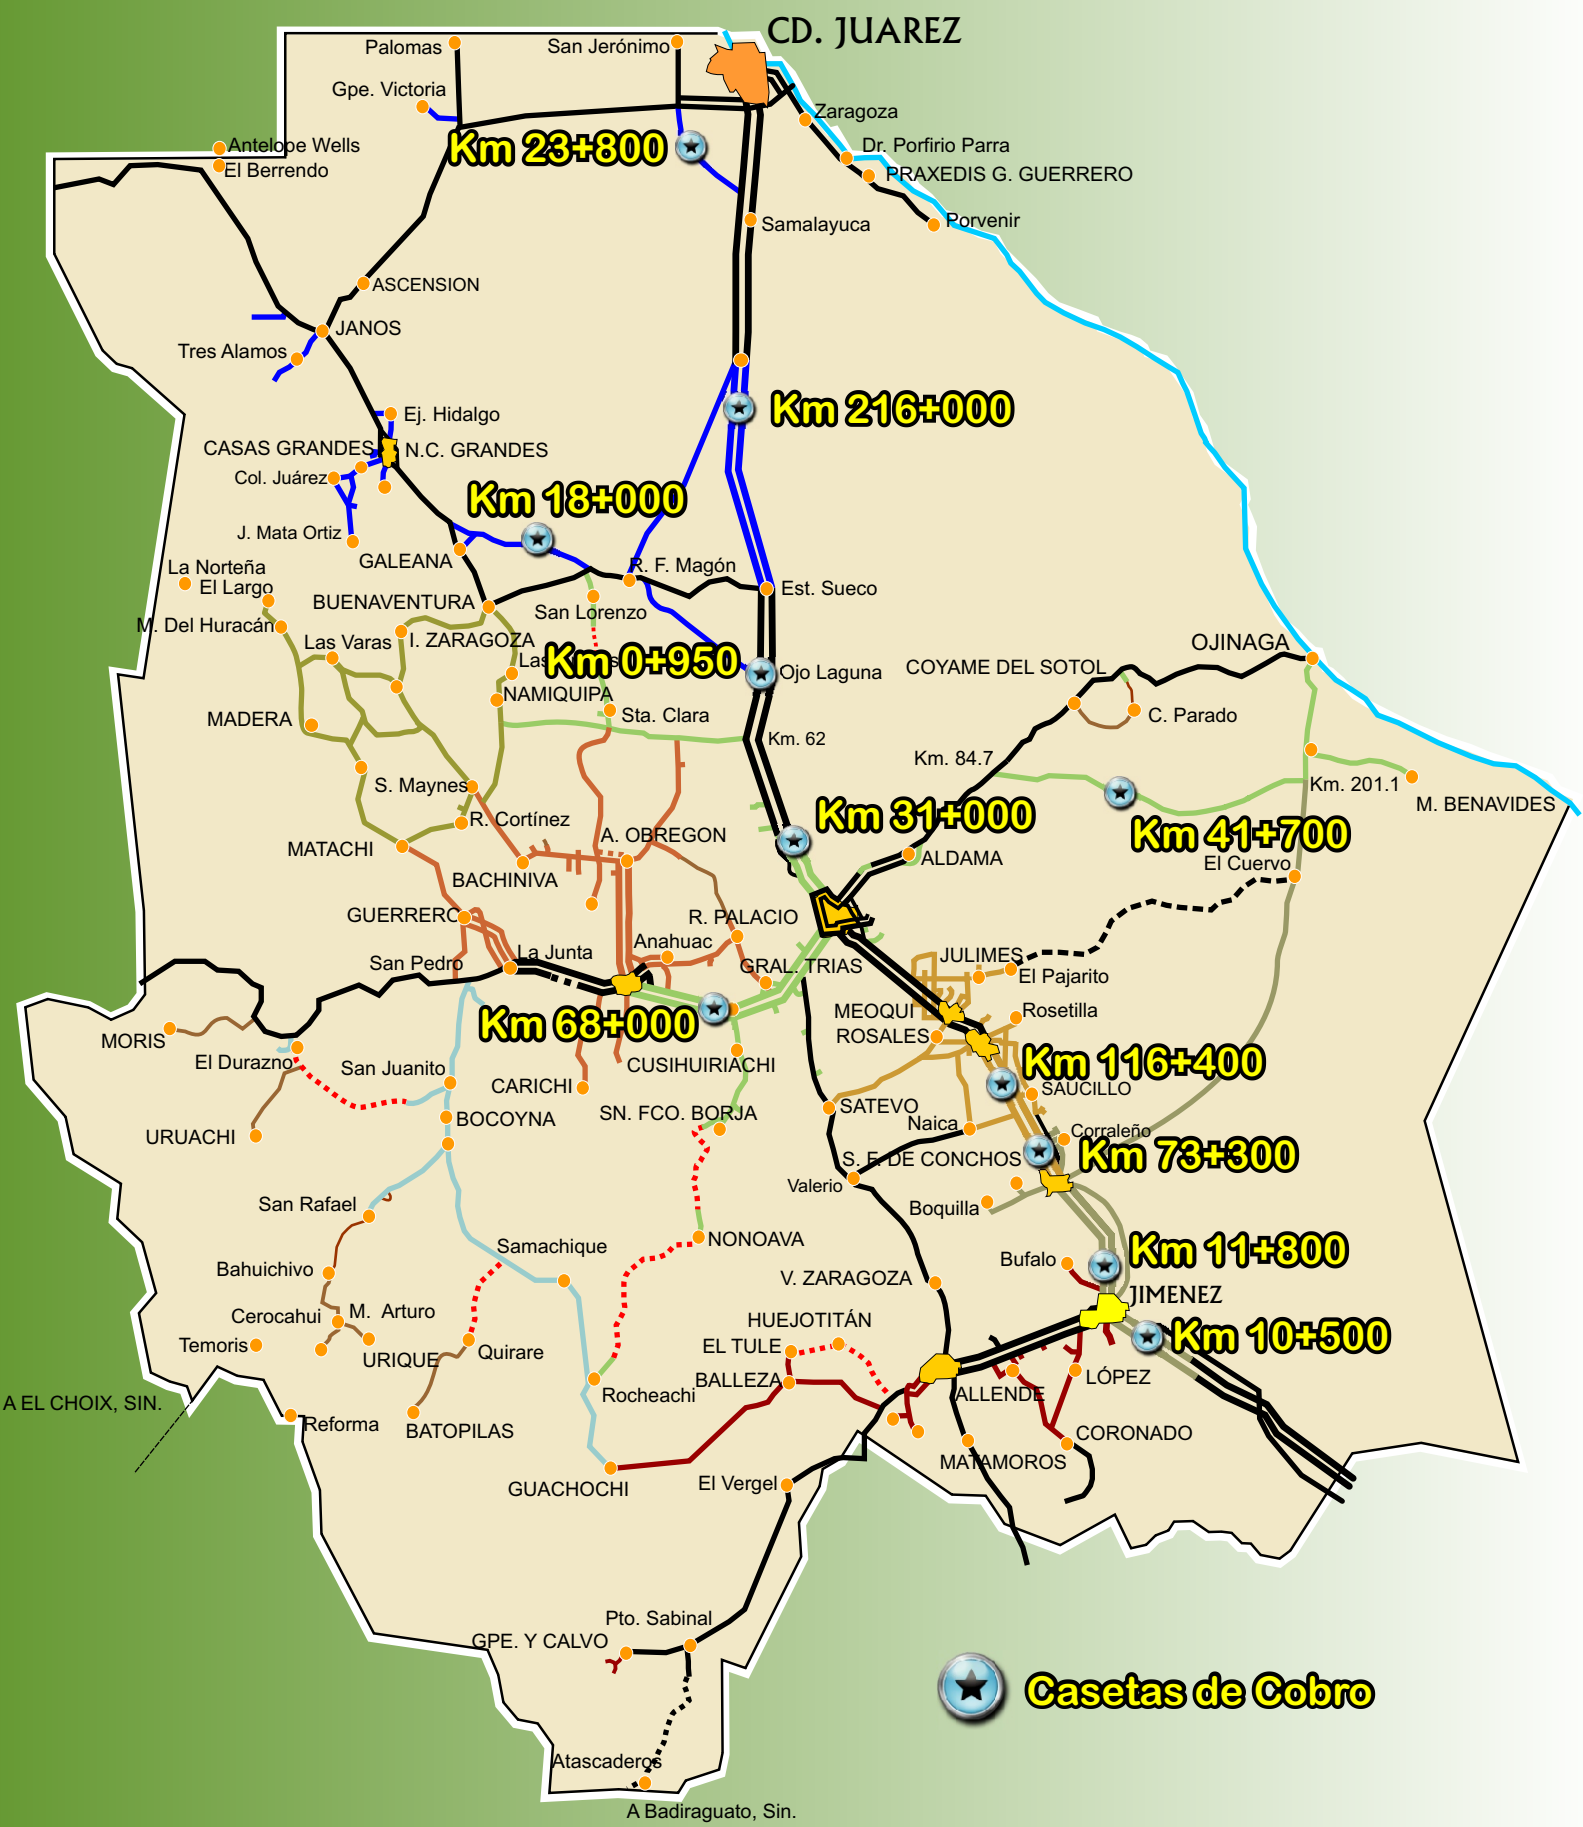 CD. JUAREZ
Palomas
San Jerónimo
Gpe. Victoria
Zaragoza
Antelope Wells
Km 23+800
Dr. Porfirio Parra
El Berrendo
PRAXEDIS G. GUERRERO
Samalayuca
Porvenir
ASCENSION
JANOS
Tres Alamos
Ej. Hidalgo
Km 216+000
CASAS GRANDES
N.C. GRANDES
Col. Juárez
Km 18+000
J. Mata Ortiz
GALEANA
La Norteña
R. F. Magón
El Largo
Est. Sueco
BUENAVENTURA
San Lorenzo
M. Del Huracán
Las Varas
I. ZARAGOZA
OJINAGA
Las
Km 0+950
Ojo Laguna
COYAME DEL SOTOL
NAMIQUIPA
MADERA
Sta. Clara
C. Parado
Km. 62
Km. 84.7
S. Maynes
Km. 201.1
M. BENAVIDES
R. Cortínez
Km 31+000
A. OBREGON
Km 41+700
MATACHI
ALDAMA
El Cuervo
BACHINIVA
GUERRERO
R. PALACIO
La Junta
Anahuac
San Pedro
GRAL. TRIAS
JULIMES
El Pajarito
MEOQUI
Rosetilla
Km 68+000
ROSALES
MORIS
El Durazno
San Juanito
CUSIHUIRIACHI
Km 116+400
CARICHI
SAUCILLO
BOCOYNA
SN. FCO. BORJA
SATEVO
URUACHI
Naica
Corraleño
S. F. DE CONCHOS
Km 73+300
Valerio
San Rafael
Boquilla
Samachique
NONOAVA
Km 11+800
Bahuichivo
V. ZARAGOZA
Bufalo
JIMENEZ
Cerocahui
M. Arturo
HUEJOTITÁN
Temoris
URIQUE
Quirare
EL TULE
Km 10+500
BALLEZA
LÓPEZ
Rocheachi
ALLENDE
A EL CHOIX, SIN.
Reforma
BATOPILAS
CORONADO
MATAMOROS
GUACHOCHI
El Vergel
Pto. Sabinal
GPE. Y CALVO
Casetas de Cobro
Atascaderos
A Badiraguato, Sin.